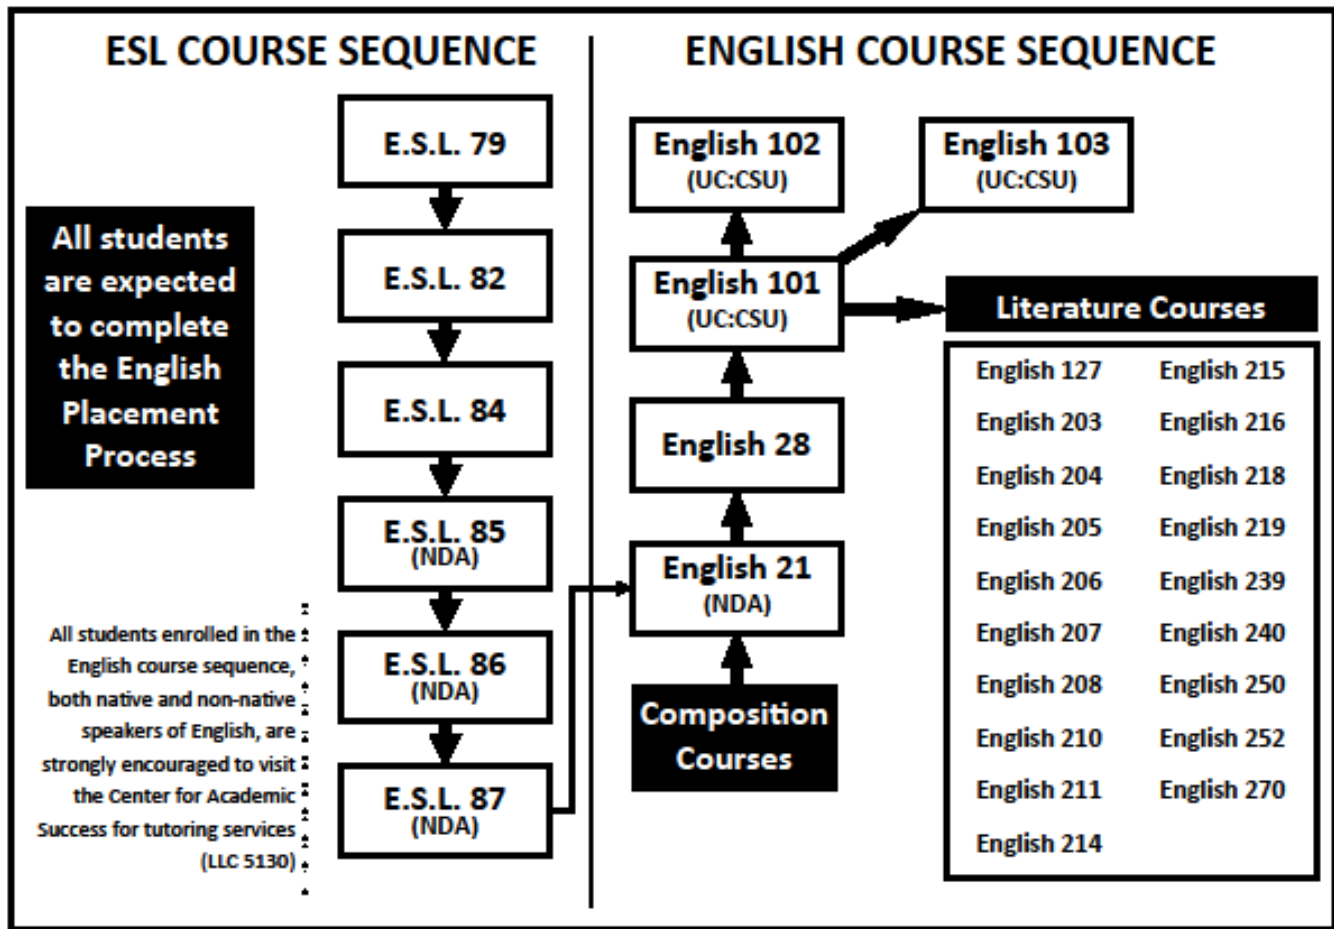 ESL COURSE SEQUENCE
E.S.L. 79
E.S.L. 82
E.S.L. 84
E.S.L. 85
(NDA)
E.S.L. 86
(NDA)
E.S.L. 87
(NDA)
All students
are expected
to complete
the English
Placement
Process
All students enrolled in the
English course sequence,
both native and non-native
speakers of English, are
strongly encouraged to visit
the Center for Academic
Success for tutoring services
(LLC 5130)
ENGLISH COURSE SEQUENCE
English 102
(UC:CSU)
English 103
(UC:CSU)
English 101
(UC:CSU)
English 28
English 21
(NDA)
Composition
Courses
Literature Courses
English 127
English 203
English 204
English 205
English 206
English 207
English 208
English 210
English 211
English 214
English 215
English 216
English 218
English 219
English 239
English 240
English 250
English 252
English 270